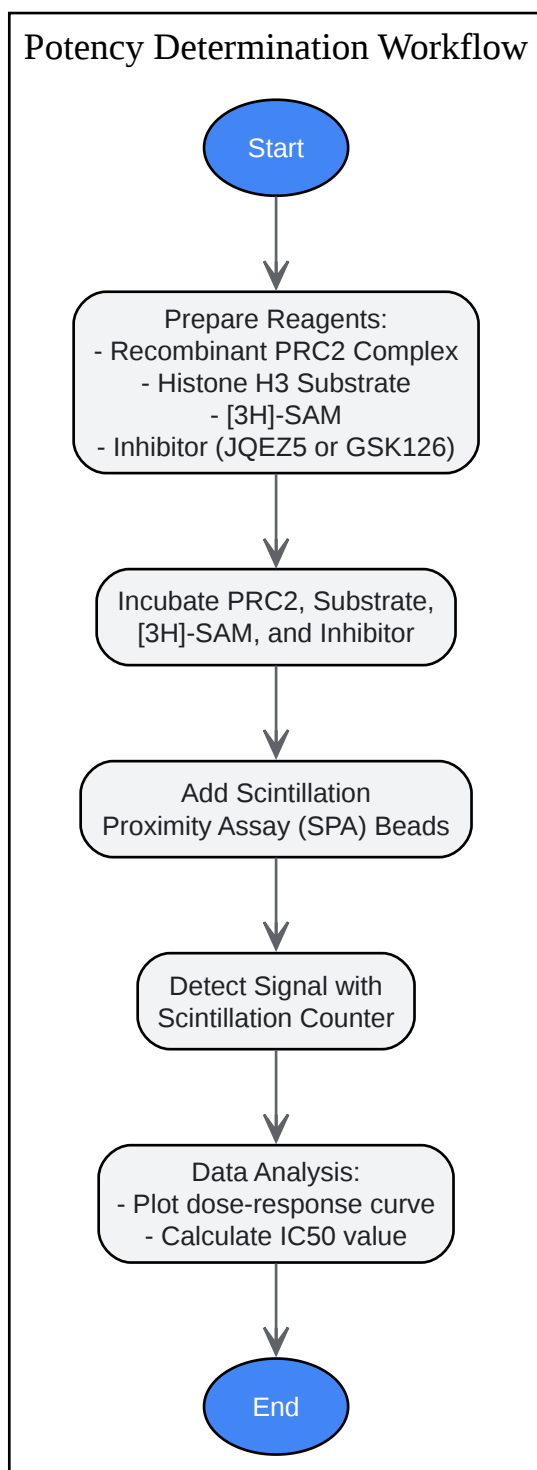 Potency Determination Workflow
Start
Prepare Reagents:
- Recombinant PRC2 Complex
- Histone H3 Substrate
- [3H]-SAM
- Inhibitor (JQEZ5 or GSK126)
Incubate PRC2, Substrate,
[3H]-SAM, and Inhibitor
Add Scintillation
Proximity Assay (SPA) Beads
Detect Signal with
Scintillation Counter
Data Analysis:
- Plot dose-response curve
- Calculate IC50 value
End